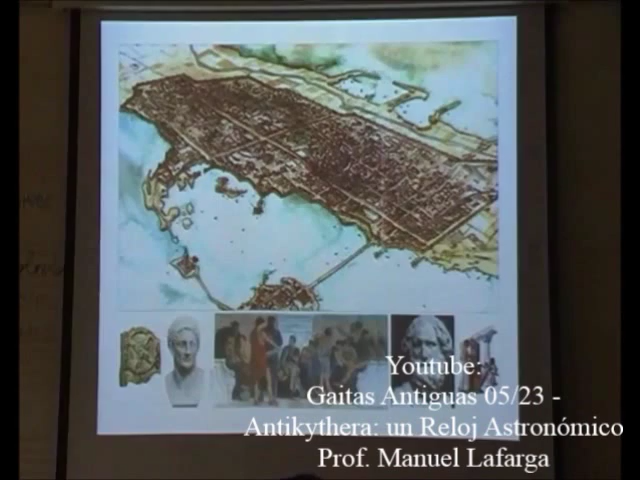 Youtube:
Gaitas Antiguas 05/23 -
Antikythera: un Reloj Astronómico
Prof. Manuel Lafarga